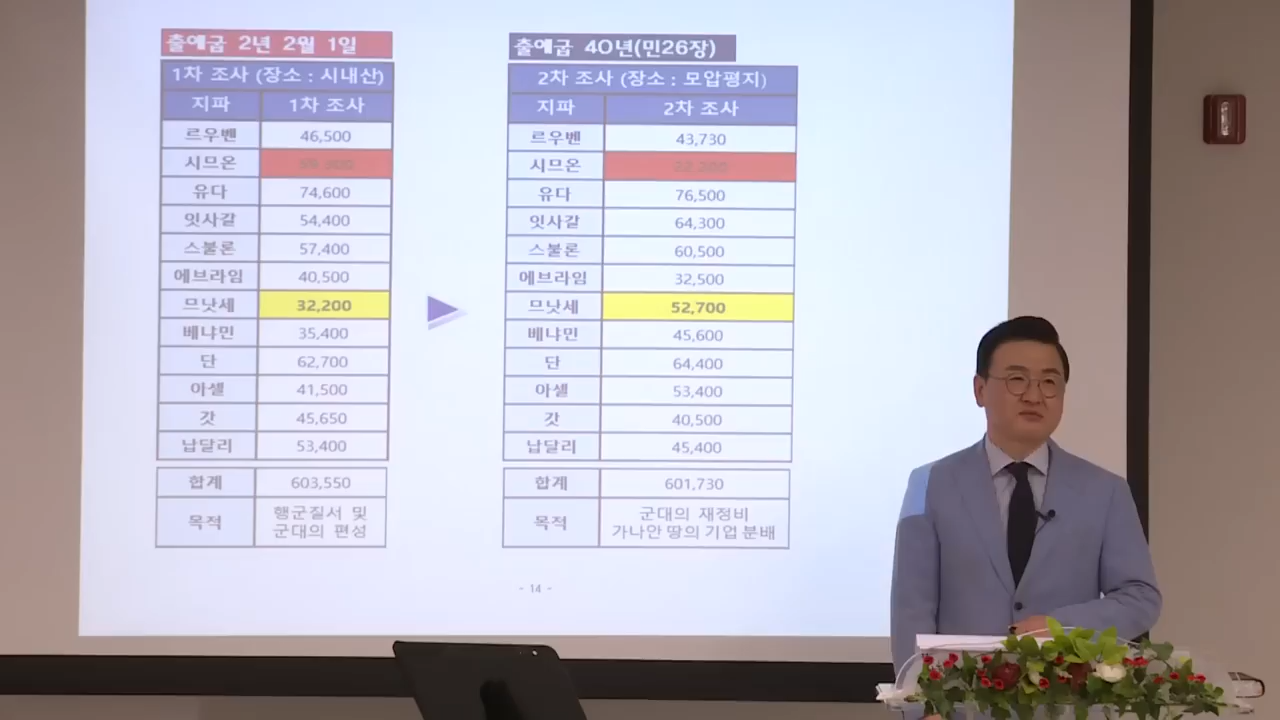 출애굽 2년 2월 1일
1차 조사 (장소 : 시내산)
지파 1차 조사
르우벤 46,500
시므온
유다 74,600
잇사갈 54,400
스불론 57,400
에브라임 40,500
므낫세 32,200
베냐민 35,400
단 62,700
아셀 41,500
갓 45,650
납달리 53,400
합계 603,550
목적 행군질서 및
군대의 편성
출애굽 40년(민26장)
2차 조사 (장소 : 모압평지)
지파 2차 조사
르우벤 43,730
시므온 22,200
유다 76,500
잇사갈 64,300
스불론 60,500
에브라임 32,500
므낫세 52,700
베냐민 45,600
단 64,400
아셀 53,400
갓 40,500
납달리 45,400
합계 601,730
목적 군대의 재정비
가나안 땅의 기업 분배
- 14 -